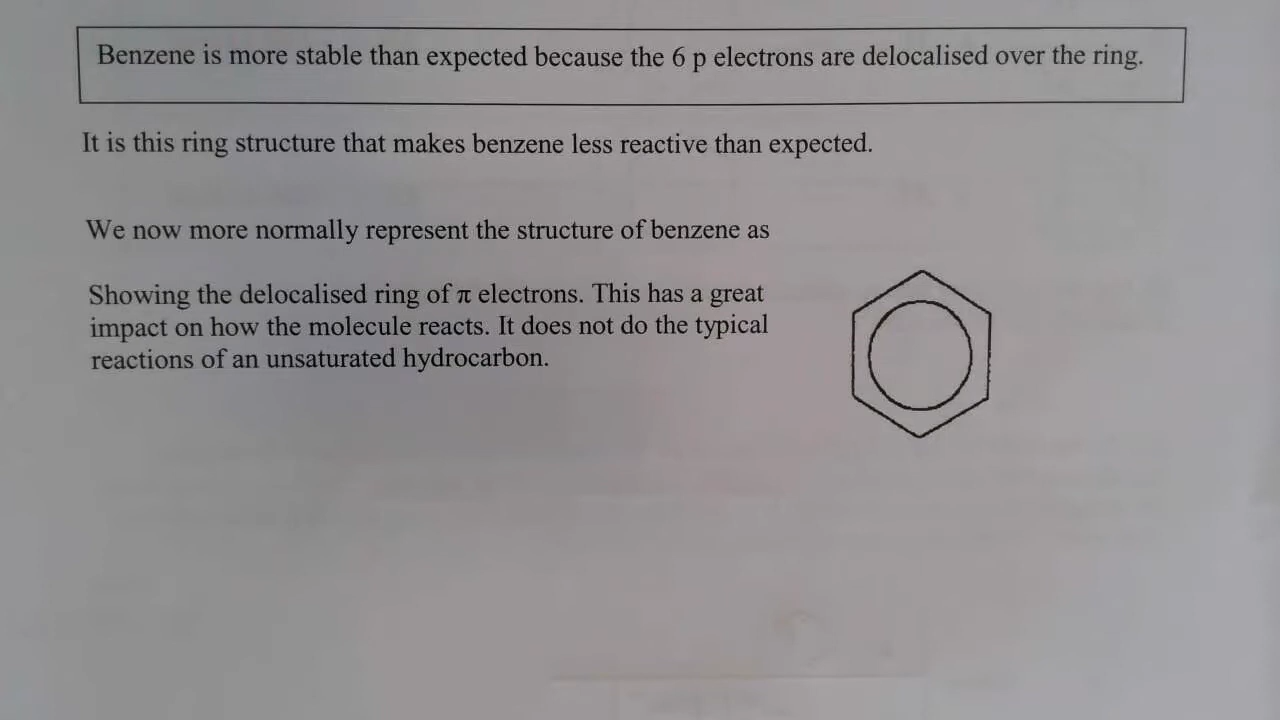 Benzene is more stable than expected because the 6 p electrons are delocalised over the ring.
It is this ring structure that makes benzene less reactive than expected.
We now more normally represent the structure of benzene as
Showing the delocalised ring of π electrons. This has a great
impact on how the molecule reacts. It does not do the typical
reactions of an unsaturated hydrocarbon.